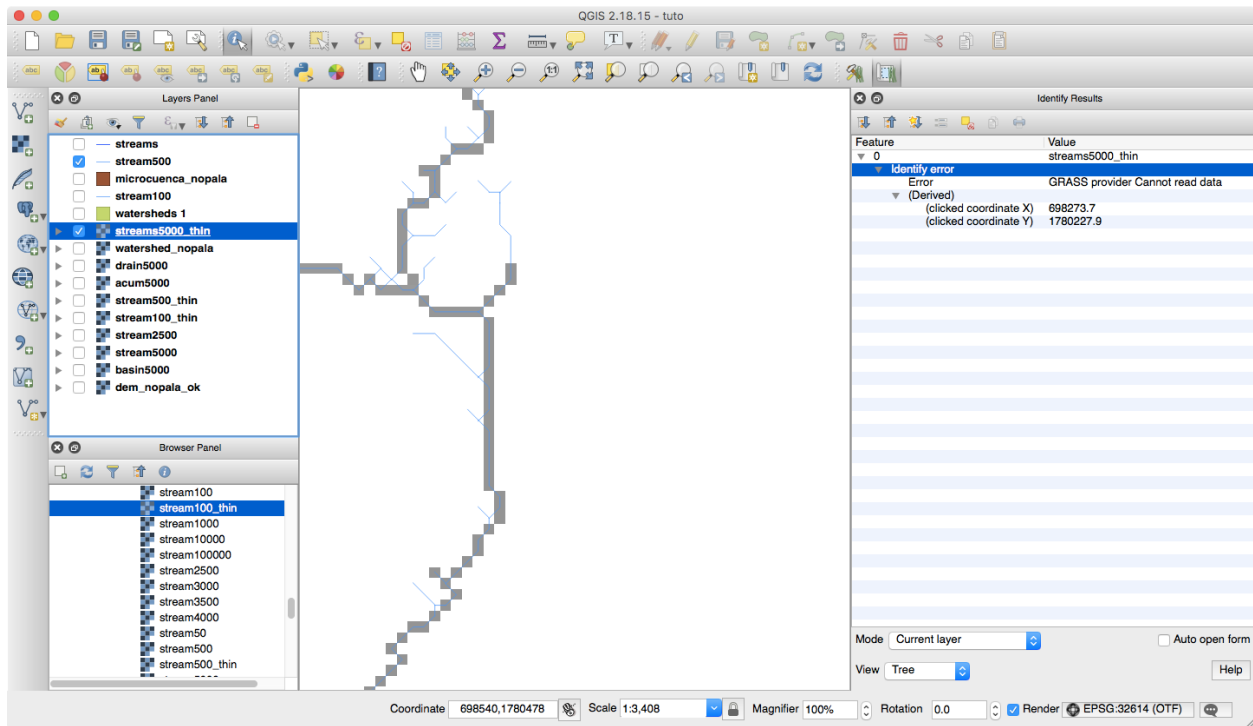 QGIS 2.18.15 - tuto
Layers Panel
streams
stream500
microcuenca_nopala
stream100
watersheds 1
streams5000_thin
watershed_nopala
drain5000
acum5000
stream500_thin
stream100_thin
stream2500
stream5000
basin5000
dem_nopala_ok
Browser Panel
stream100
stream100_thin
stream1000
stream10000
stream100000
stream2500
stream3000
stream3500
stream4000
stream50
stream500
stream500_thin
Identify Results
Feature Value
0 streams5000_thin
Identify error
Error GRASS provider Cannot read data
(Derived)
(clicked coordinate X) 698273.7
(clicked coordinate Y) 1780227.9
Mode Current layer Auto open form
View Tree Help
Coordinate 698540,1780478 Scale 1:3,408 Magnifier 100% Rotation 0.0 Render EPSG:32614 (OTF)